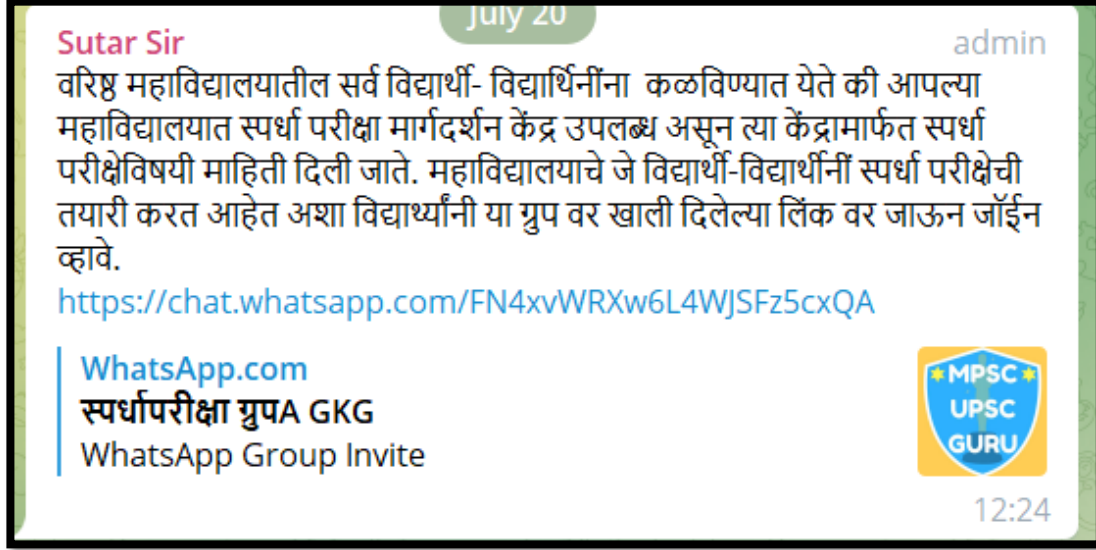 July 20
Sutar Sir admin
वरिष्ठ महाविद्यालयातील सर्व विद्यार्थी- विद्यार्थिनींना कळविण्यात येते की आपल्या
महाविद्यालयात स्पर्धा परीक्षा मार्गदर्शन केंद्र उपलब्ध असून त्या केंद्रामार्फत स्पर्धा
परीक्षेविषयी माहिती दिली जाते. महाविद्यालयाचे जे विद्यार्थी-विद्यार्थीनीं स्पर्धा परीक्षेची
तयारी करत आहेत अशा विद्यार्थ्यांनी या ग्रुप वर खाली दिलेल्या लिंक वर जाऊन जॉईन
व्हावे.
https://chat.whatsapp.com/FN4xvWRXw6L4WJSFz5cxQA
WhatsApp.com
स्पर्धापरीक्षा ग्रुपA GKG
WhatsApp Group Invite
MPSC
UPSC
GURU
12:24